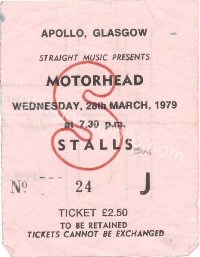 APOLLO, GLASGOW
STRAIGHT MUSIC PRESENTS
MOTORHEAD
WEDNESDAY, 28th MARCH, 1979
at 7.30 p.m.
S
STALLS
No 24 J
TICKET £2.50
TO BE RETAINED
TICKETS CANNOT BE EXCHANGED